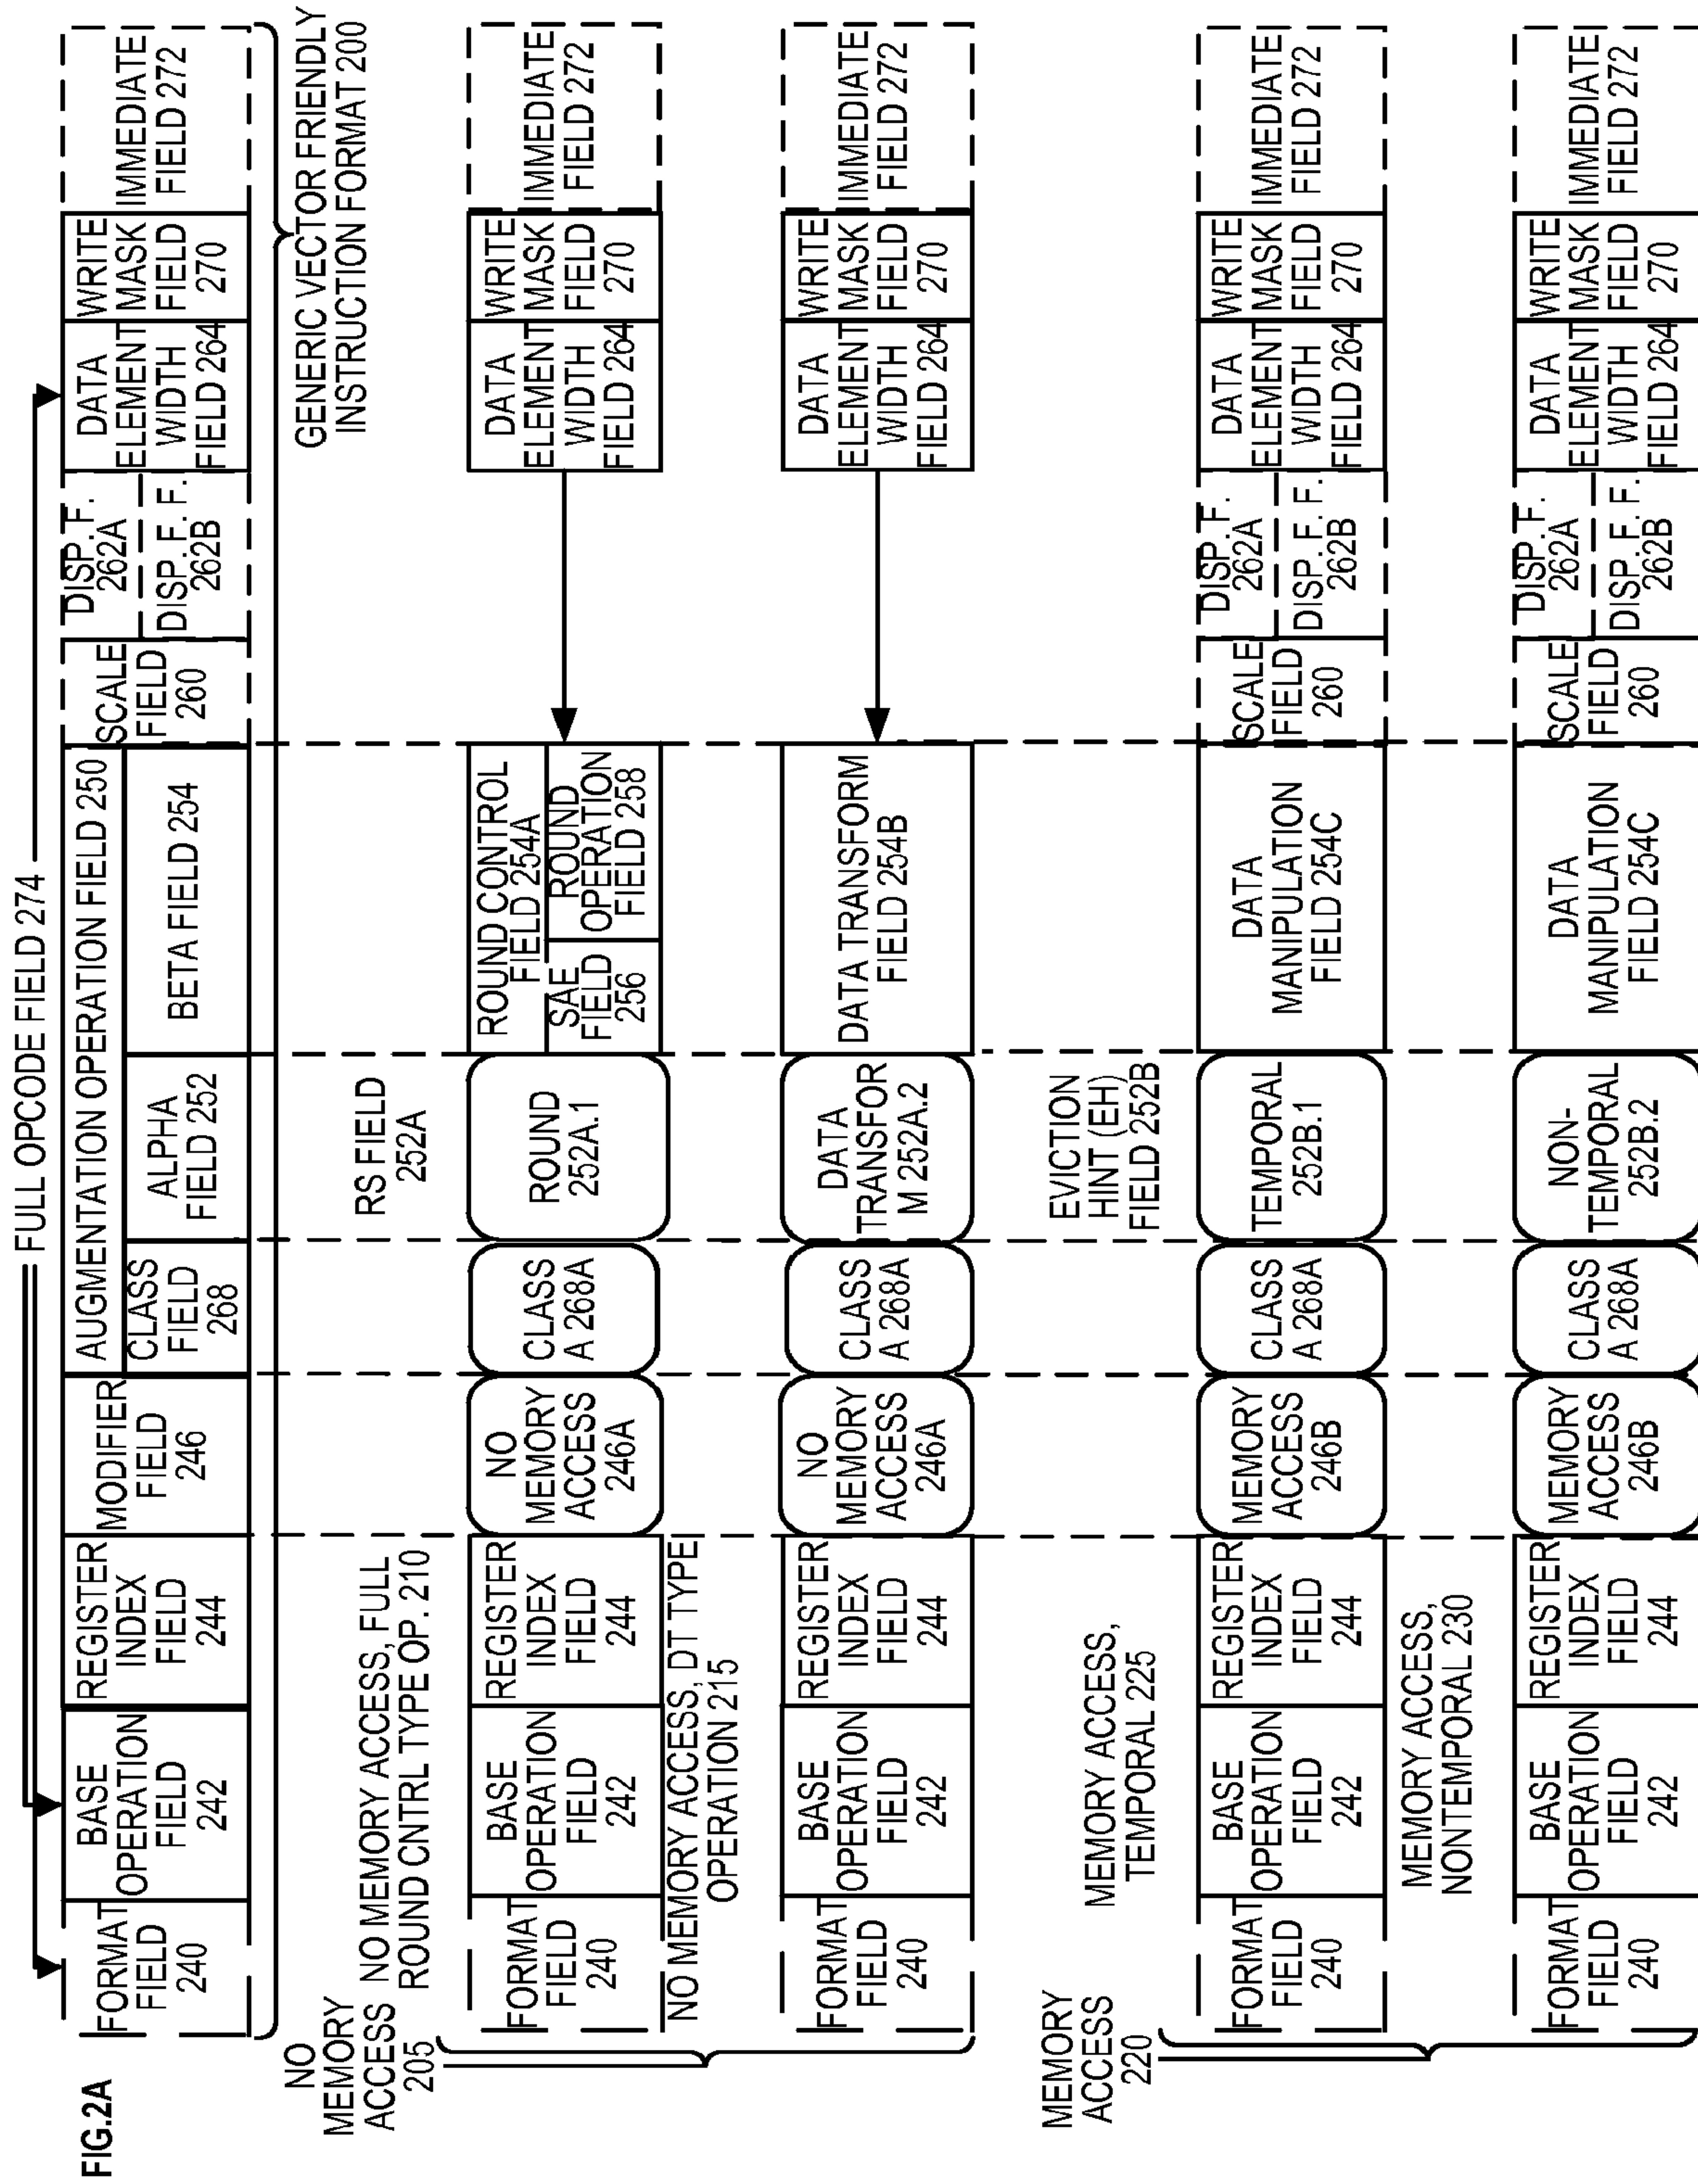 FIG.2A
FULL OPCODE FIELD 274
FORMAT
FIELD
240
BASE
OPERATION
FIELD
242
REGISTER
INDEX
FIELD
244
MODIFIER
FIELD
246
AUGMENTATION OPERATION FIELD 250
CLASS
FIELD
268
ALPHA
FIELD 252
BETA FIELD 254
SCALE
FIELD
260
DISP. F.
262A
DISP. F. F.
262B
DATA
ELEMENT
WIDTH
FIELD 264
WRITE
MASK
FIELD
270
IMMEDIATE
FIELD 272
GENERIC VECTOR FRIENDLY
INSTRUCTION FORMAT 200
NO
MEMORY
ACCESS
205
NO MEMORY ACCESS, FULL
ROUND CNTRL TYPE OP. 210
RS FIELD
252A
FORMAT
FIELD
240
BASE
OPERATION
FIELD
242
REGISTER
INDEX
FIELD
244
NO
MEMORY
ACCESS
246A
CLASS
A 268A
ROUND
252A.1
ROUND CONTROL
FIELD 254A
SAE
FIELD
256
ROUND
OPERATION
FIELD 258
DATA
ELEMENT
WIDTH
FIELD 264
WRITE
MASK
FIELD
270
IMMEDIATE
FIELD 272
NO MEMORY ACCESS, DT TYPE
OPERATION 215
FORMAT
FIELD
240
BASE
OPERATION
FIELD
242
REGISTER
INDEX
FIELD
244
NO
MEMORY
ACCESS
246A
CLASS
A 268A
DATA
TRANSFOR
M 252A.2
DATA TRANSFORM
FIELD 254B
DATA
ELEMENT
WIDTH
FIELD 264
WRITE
MASK
FIELD
270
IMMEDIATE
FIELD 272
MEMORY
ACCESS
220
MEMORY ACCESS,
TEMPORAL 225
EVICTION
HINT (EH)
FIELD 252B
FORMAT
FIELD
240
BASE
OPERATION
FIELD
242
REGISTER
INDEX
FIELD
244
MEMORY
ACCESS
246B
CLASS
A 268A
TEMPORAL
252B.1
DATA
MANIPULATION
FIELD 254C
SCALE
FIELD
260
DISP. F.
262A
DISP. F. F.
262B
DATA
ELEMENT
WIDTH
FIELD 264
WRITE
MASK
FIELD
270
IMMEDIATE
FIELD 272
MEMORY ACCESS,
NONTEMPORAL 230
FORMAT
FIELD
240
BASE
OPERATION
FIELD
242
REGISTER
INDEX
FIELD
244
MEMORY
ACCESS
246B
CLASS
A 268A
NON-
TEMPORAL
252B.2
DATA
MANIPULATION
FIELD 254C
SCALE
FIELD
260
DISP. F.
262A
DISP. F. F.
262B
DATA
ELEMENT
WIDTH
FIELD 264
WRITE
MASK
FIELD
270
IMMEDIATE
FIELD 272